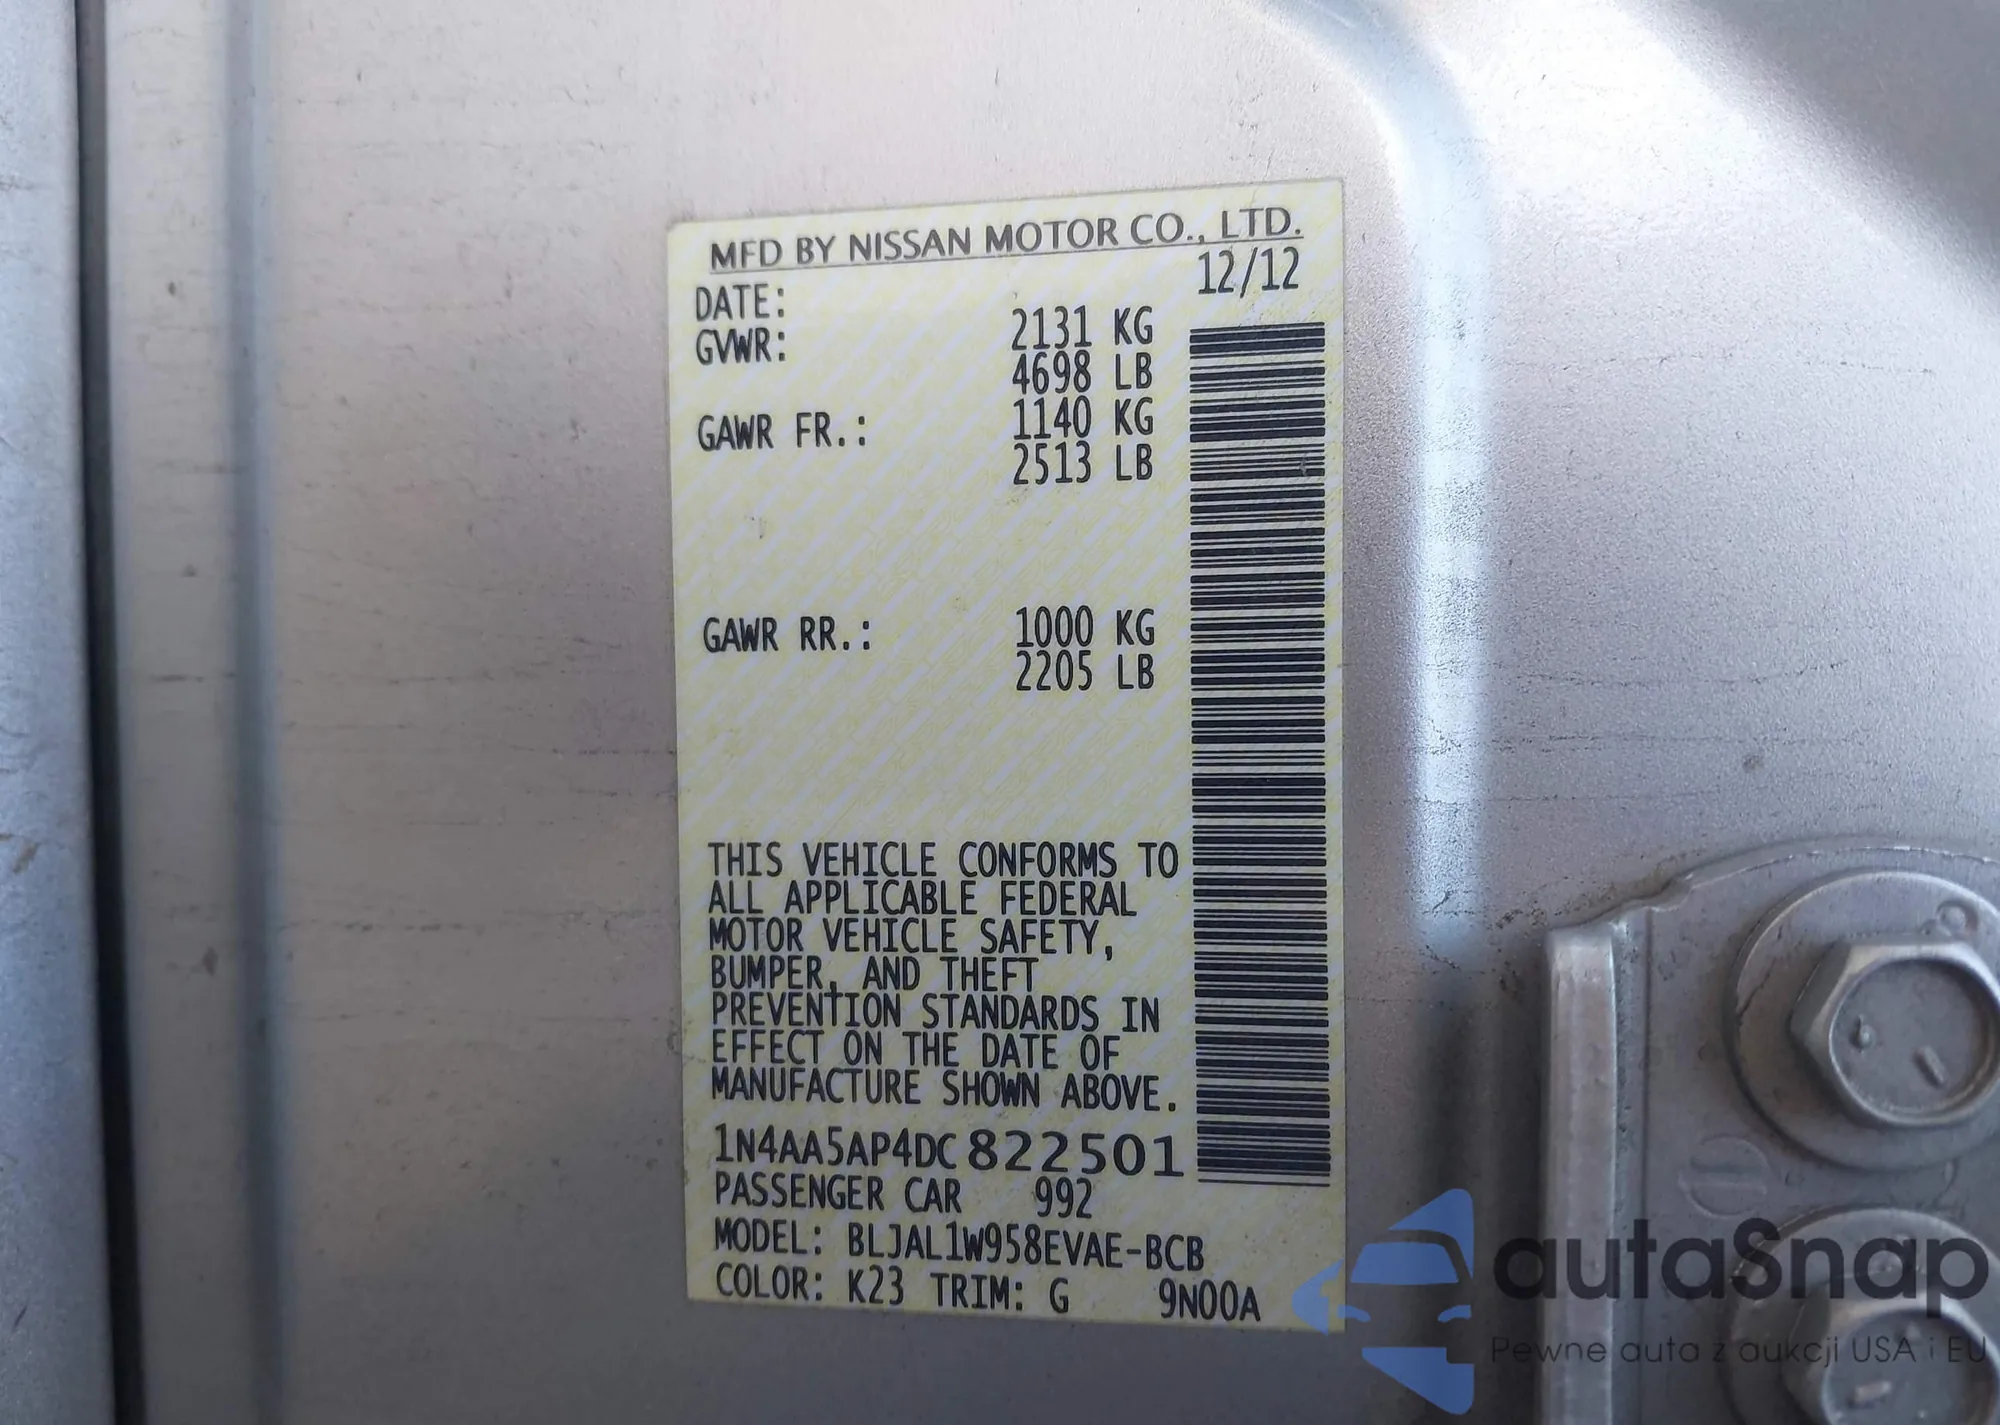 MFD BY NISSAN MOTOR CO., LTD.
DATE: 12/12
GVWR: 2131 KG
4698 LB
GAWR FR.: 1140 KG
2513 LB
GAWR RR.: 1000 KG
2205 LB
THIS VEHICLE CONFORMS TO
ALL APPLICABLE FEDERAL
MOTOR VEHICLE SAFETY,
BUMPER, AND THEFT
PREVENTION STANDARDS IN
EFFECT ON THE DATE OF
MANUFACTURE SHOWN ABOVE.
1N4AA5AP4DC822501
PASSENGER CAR 992
MODEL: BLJAL1W958EVAE-BCB
COLOR: K23 TRIM: G 9N00A
autaSnap
Pewne auta z aukcji USA i EU